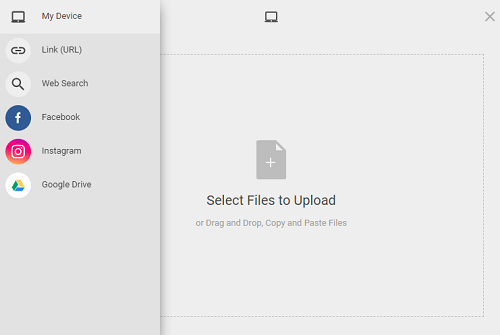 My Device
Link (URL)
Web Search
Facebook
Instagram
Google Drive
Select Files to Upload
or Drag and Drop, Copy and Paste Files